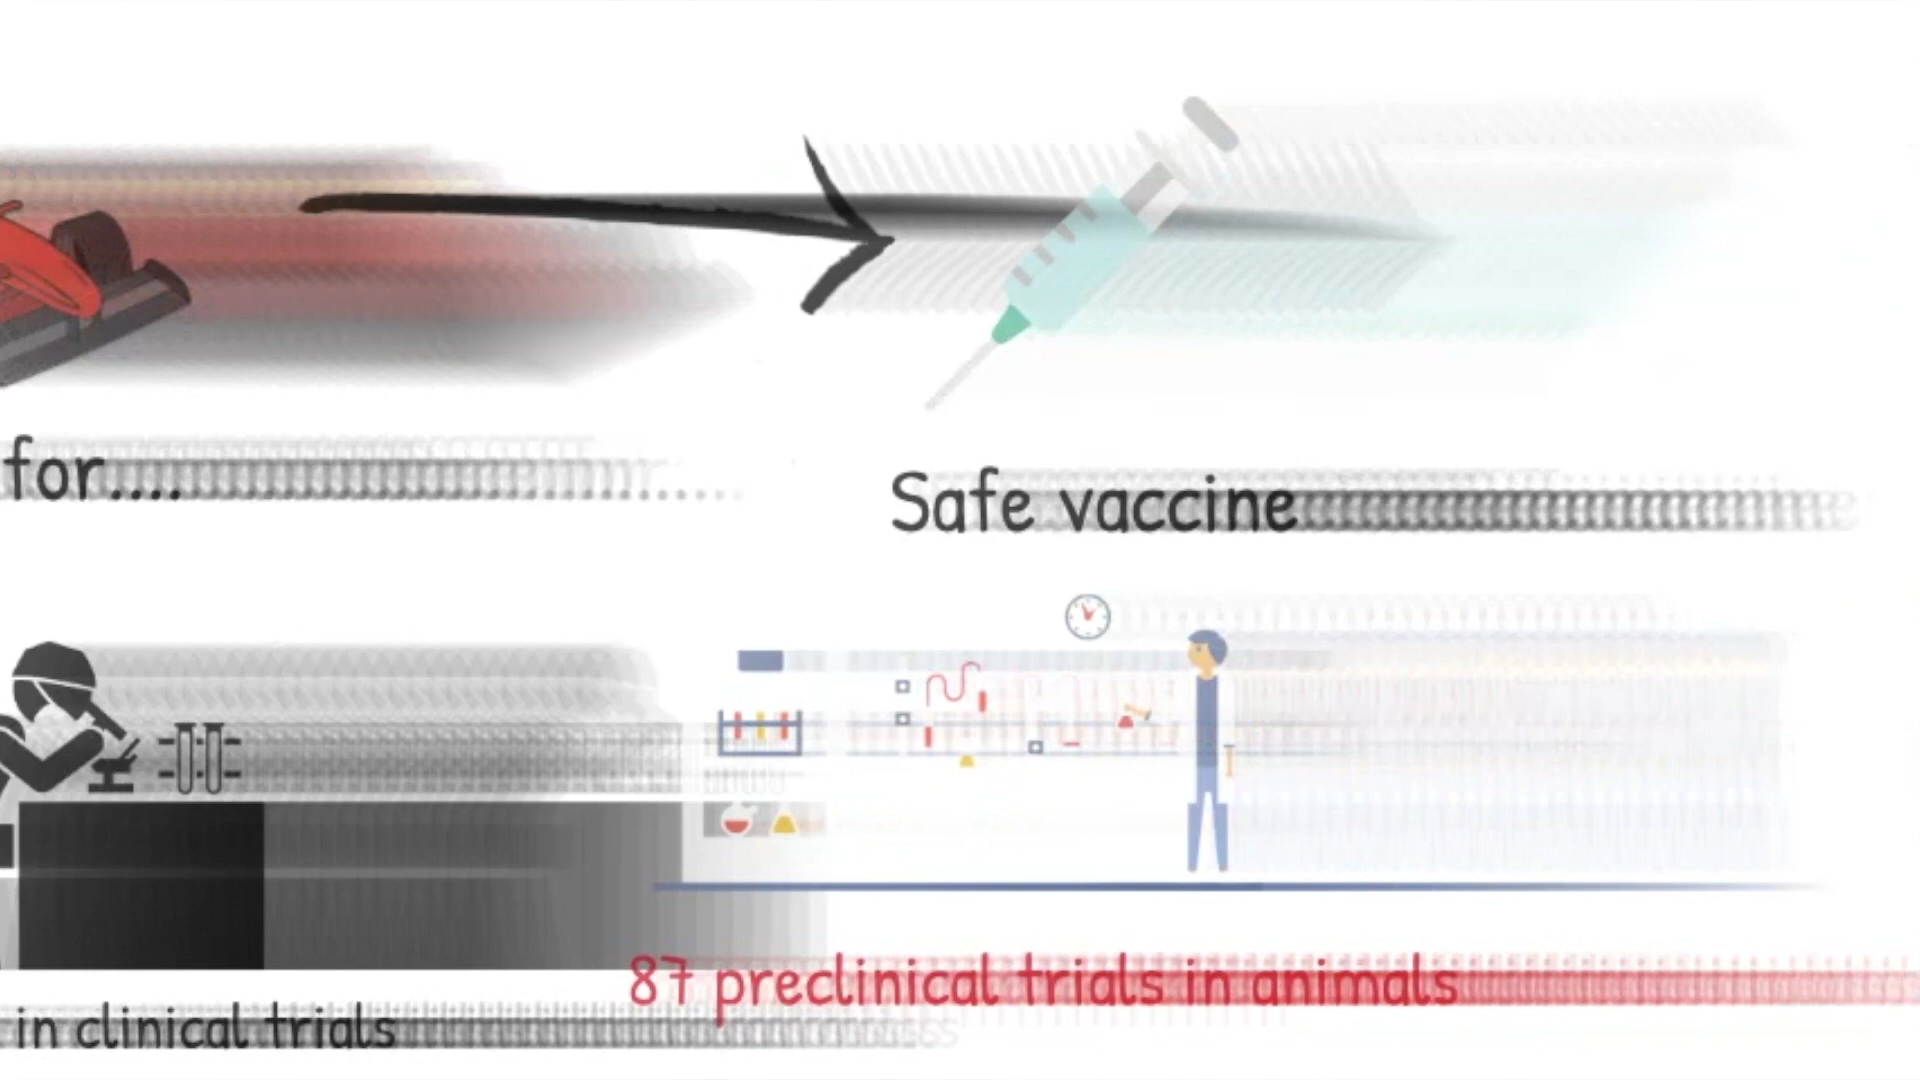 for....
Safe vaccine
87 preclinical trials in animals
in clinical trials